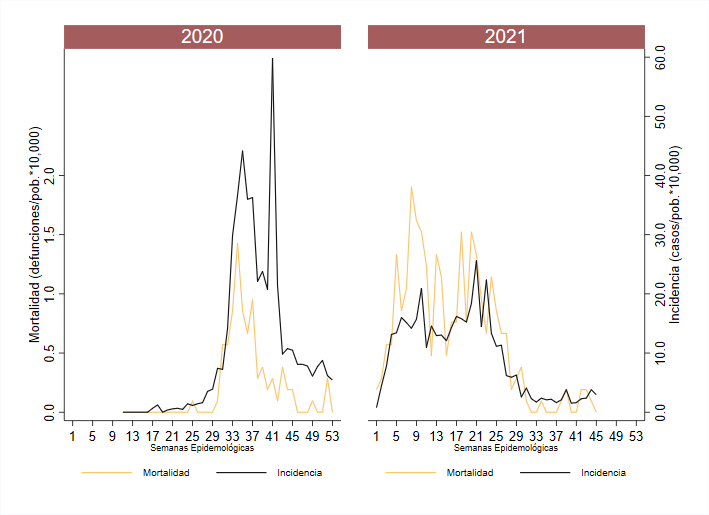 2020
2021
Mortalidad (defunciones/pob.*10,000)
2.0
1.5
1.0
0.5
0.0
60.0
50.0
40.0
30.0
20.0
10.0
0.0
Incidencia (casos/pob.*10,000)
1 5 9 13 17 21 25 29 33 37 41 45 49 53
1 5 9 13 17 21 25 29 33 37 41 45 49 53
Semanas Epidemológicas
Semanas Epidemológicas
Mortalidad Incidencia
Mortalidad Incidencia